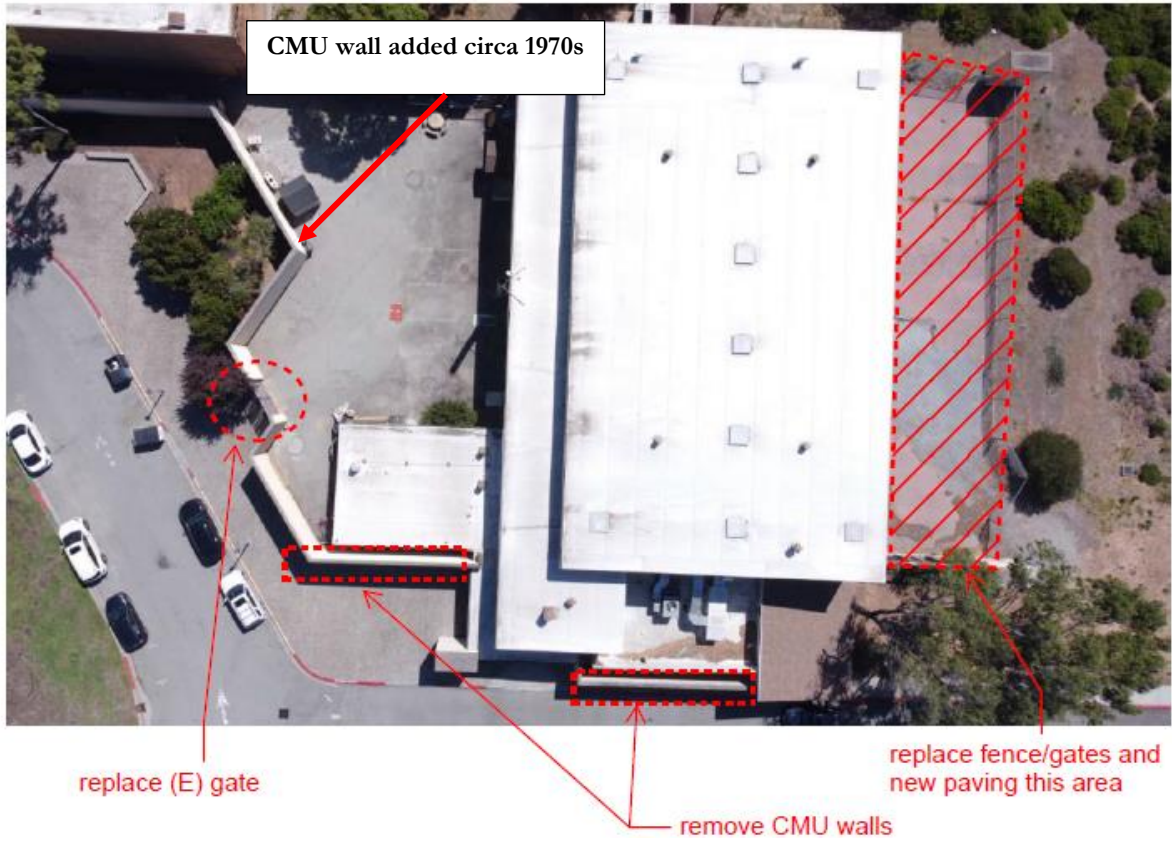 CMU wall added circa 1970s
replace (E) gate
replace fence/gates and
new paving this area
remove CMU walls